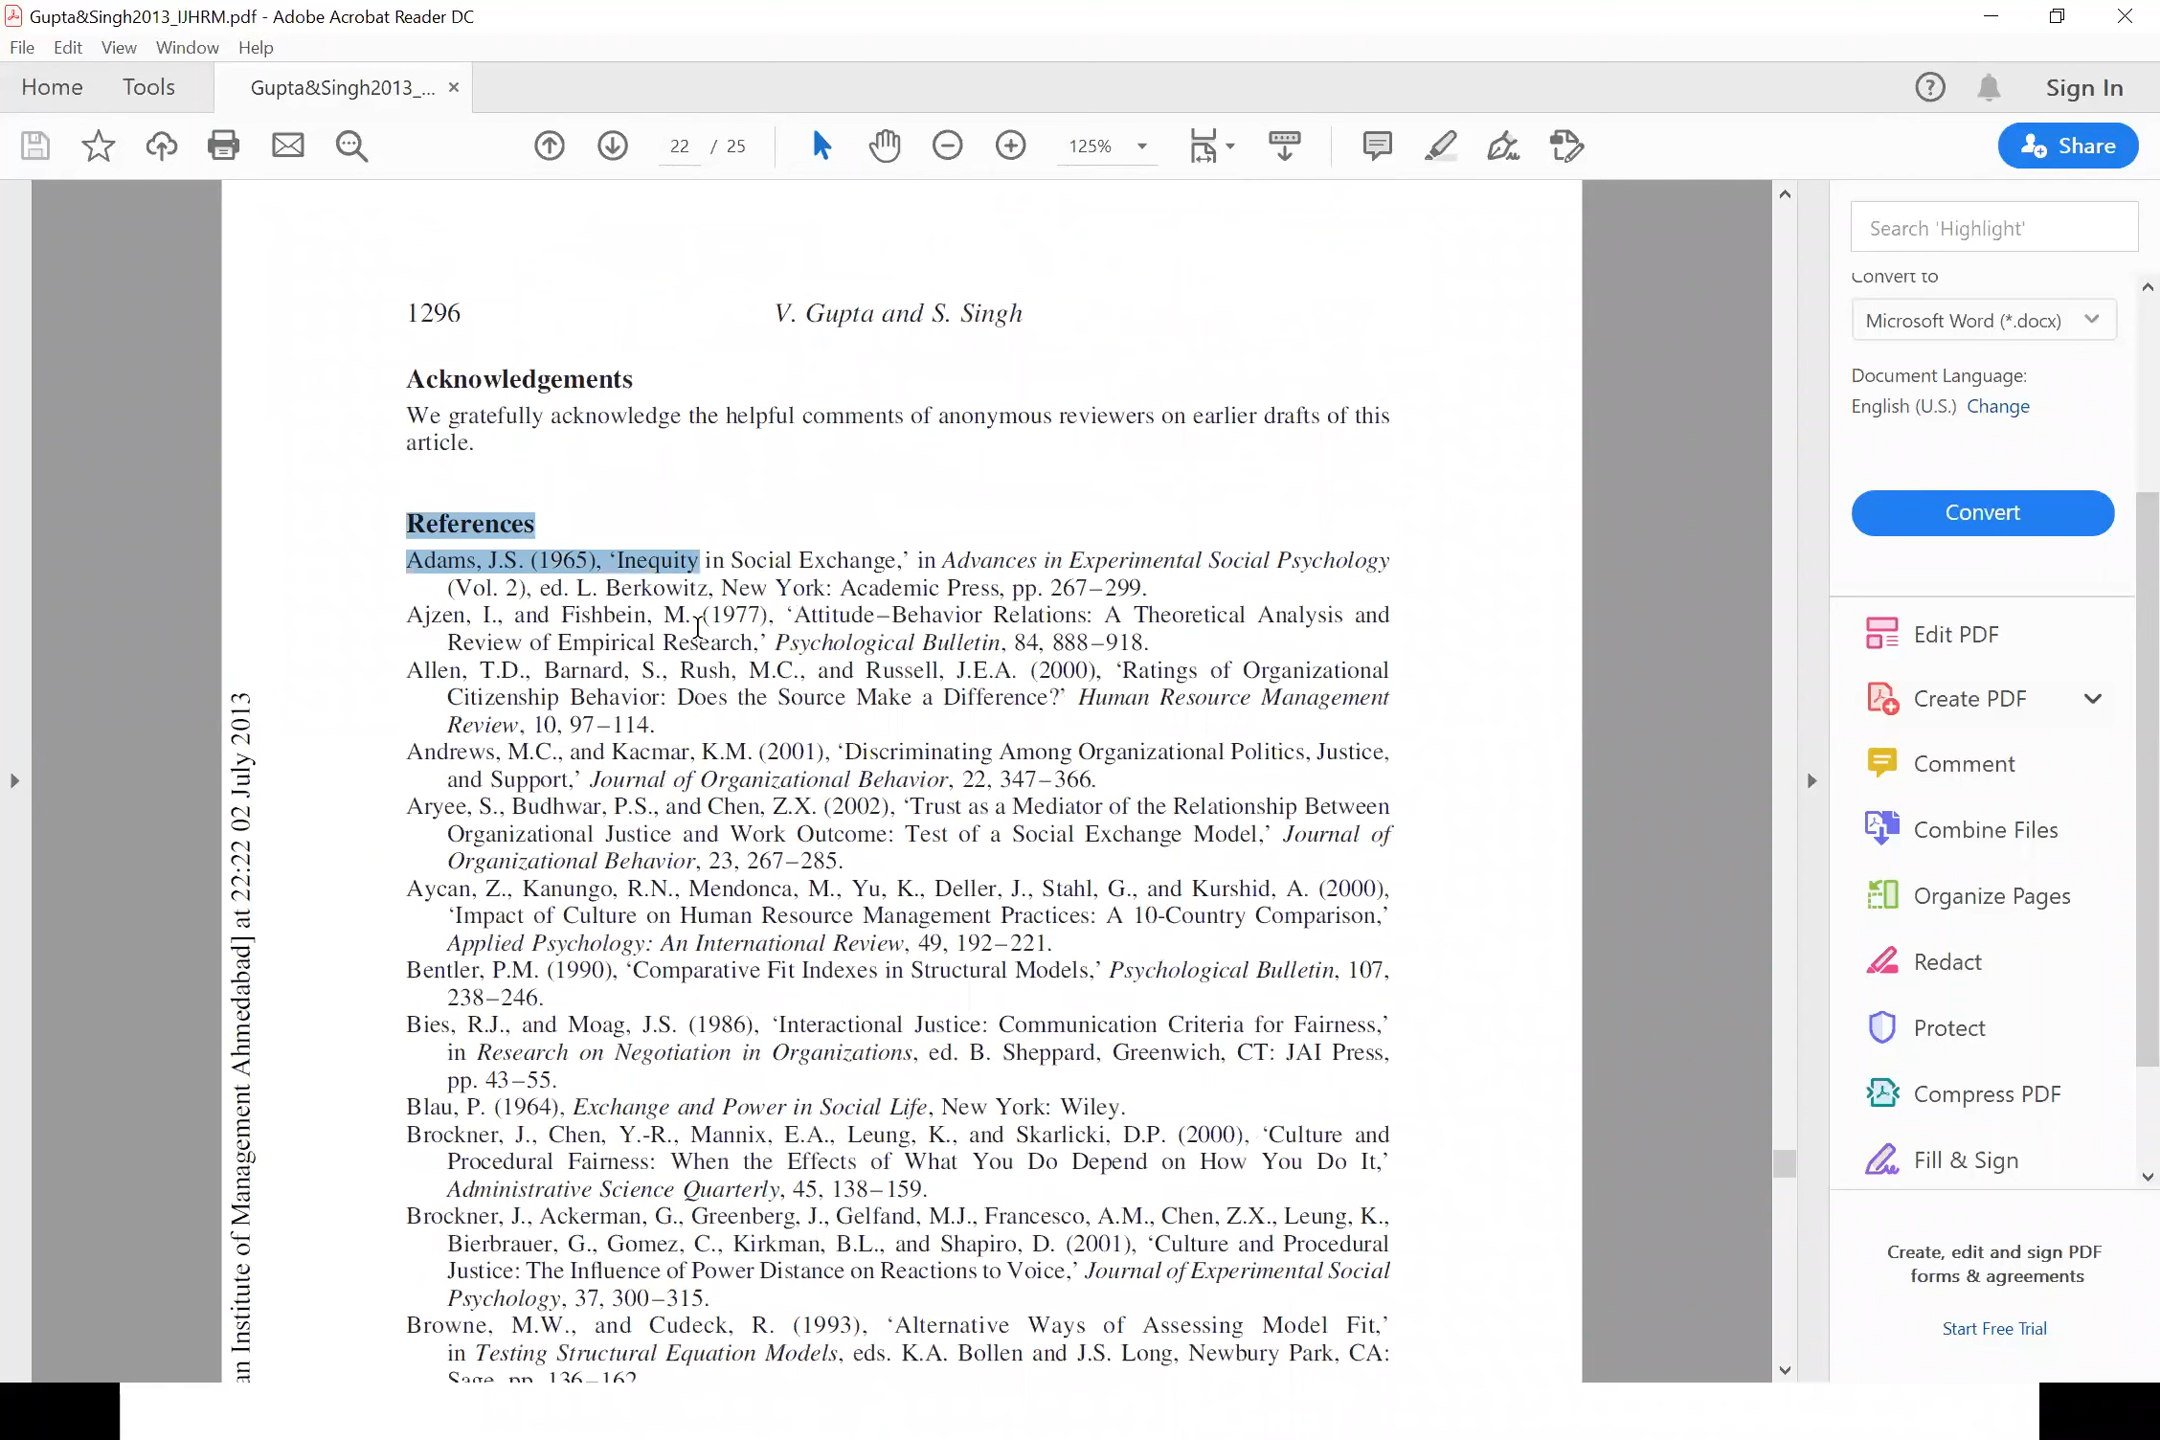 Gupta&Singh2013_IJHRM.pdf - Adobe Acrobat Reader DC
File Edit View Window Help
Home Tools Gupta&Singh2013_... × Sign In
22 / 25 125% Share
Search 'Highlight'
Convert to
Microsoft Word (*.docx)
Document Language:
English (U.S.) Change
Convert
Edit PDF
Create PDF
Comment
Combine Files
Organize Pages
Redact
Protect
Compress PDF
Fill & Sign
Create, edit and sign PDF
forms & agreements
Start Free Trial
1296 V. Gupta and S. Singh
Acknowledgements
We gratefully acknowledge the helpful comments of anonymous reviewers on earlier drafts of this
article.
References
Adams, J.S. (1965), ‘Inequity in Social Exchange,’ in Advances in Experimental Social Psychology
(Vol. 2), ed. L. Berkowitz, New York: Academic Press, pp. 267–299.
Ajzen, I., and Fishbein, M. (1977), ‘Attitude–Behavior Relations: A Theoretical Analysis and
Review of Empirical Research,’ Psychological Bulletin, 84, 888–918.
Allen, T.D., Barnard, S., Rush, M.C., and Russell, J.E.A. (2000), ‘Ratings of Organizational
Citizenship Behavior: Does the Source Make a Difference?’ Human Resource Management
Review, 10, 97–114.
Andrews, M.C., and Kacmar, K.M. (2001), ‘Discriminating Among Organizational Politics, Justice,
and Support,’ Journal of Organizational Behavior, 22, 347–366.
Aryee, S., Budhwar, P.S., and Chen, Z.X. (2002), ‘Trust as a Mediator of the Relationship Between
Organizational Justice and Work Outcome: Test of a Social Exchange Model,’ Journal of
Organizational Behavior, 23, 267–285.
Aycan, Z., Kanungo, R.N., Mendonca, M., Yu, K., Deller, J., Stahl, G., and Kurshid, A. (2000),
‘Impact of Culture on Human Resource Management Practices: A 10-Country Comparison,’
Applied Psychology: An International Review, 49, 192–221.
Bentler, P.M. (1990), ‘Comparative Fit Indexes in Structural Models,’ Psychological Bulletin, 107,
238–246.
Bies, R.J., and Moag, J.S. (1986), ‘Interactional Justice: Communication Criteria for Fairness,’
in Research on Negotiation in Organizations, ed. B. Sheppard, Greenwich, CT: JAI Press,
pp. 43–55.
Blau, P. (1964), Exchange and Power in Social Life, New York: Wiley.
Brockner, J., Chen, Y.-R., Mannix, E.A., Leung, K., and Skarlicki, D.P. (2000), ‘Culture and
Procedural Fairness: When the Effects of What You Do Depend on How You Do It,’
Administrative Science Quarterly, 45, 138–159.
Brockner, J., Ackerman, G., Greenberg, J., Gelfand, M.J., Francesco, A.M., Chen, Z.X., Leung, K.,
Bierbrauer, G., Gomez, C., Kirkman, B.L., and Shapiro, D. (2001), ‘Culture and Procedural
Justice: The Influence of Power Distance on Reactions to Voice,’ Journal of Experimental Social
Psychology, 37, 300–315.
Browne, M.W., and Cudeck, R. (1993), ‘Alternative Ways of Assessing Model Fit,’
in Testing Structural Equation Models, eds. K.A. Bollen and J.S. Long, Newbury Park, CA:
Sage, pp. 136–162
an Institute of Management Ahmedabad] at 22:22 02 July 2013